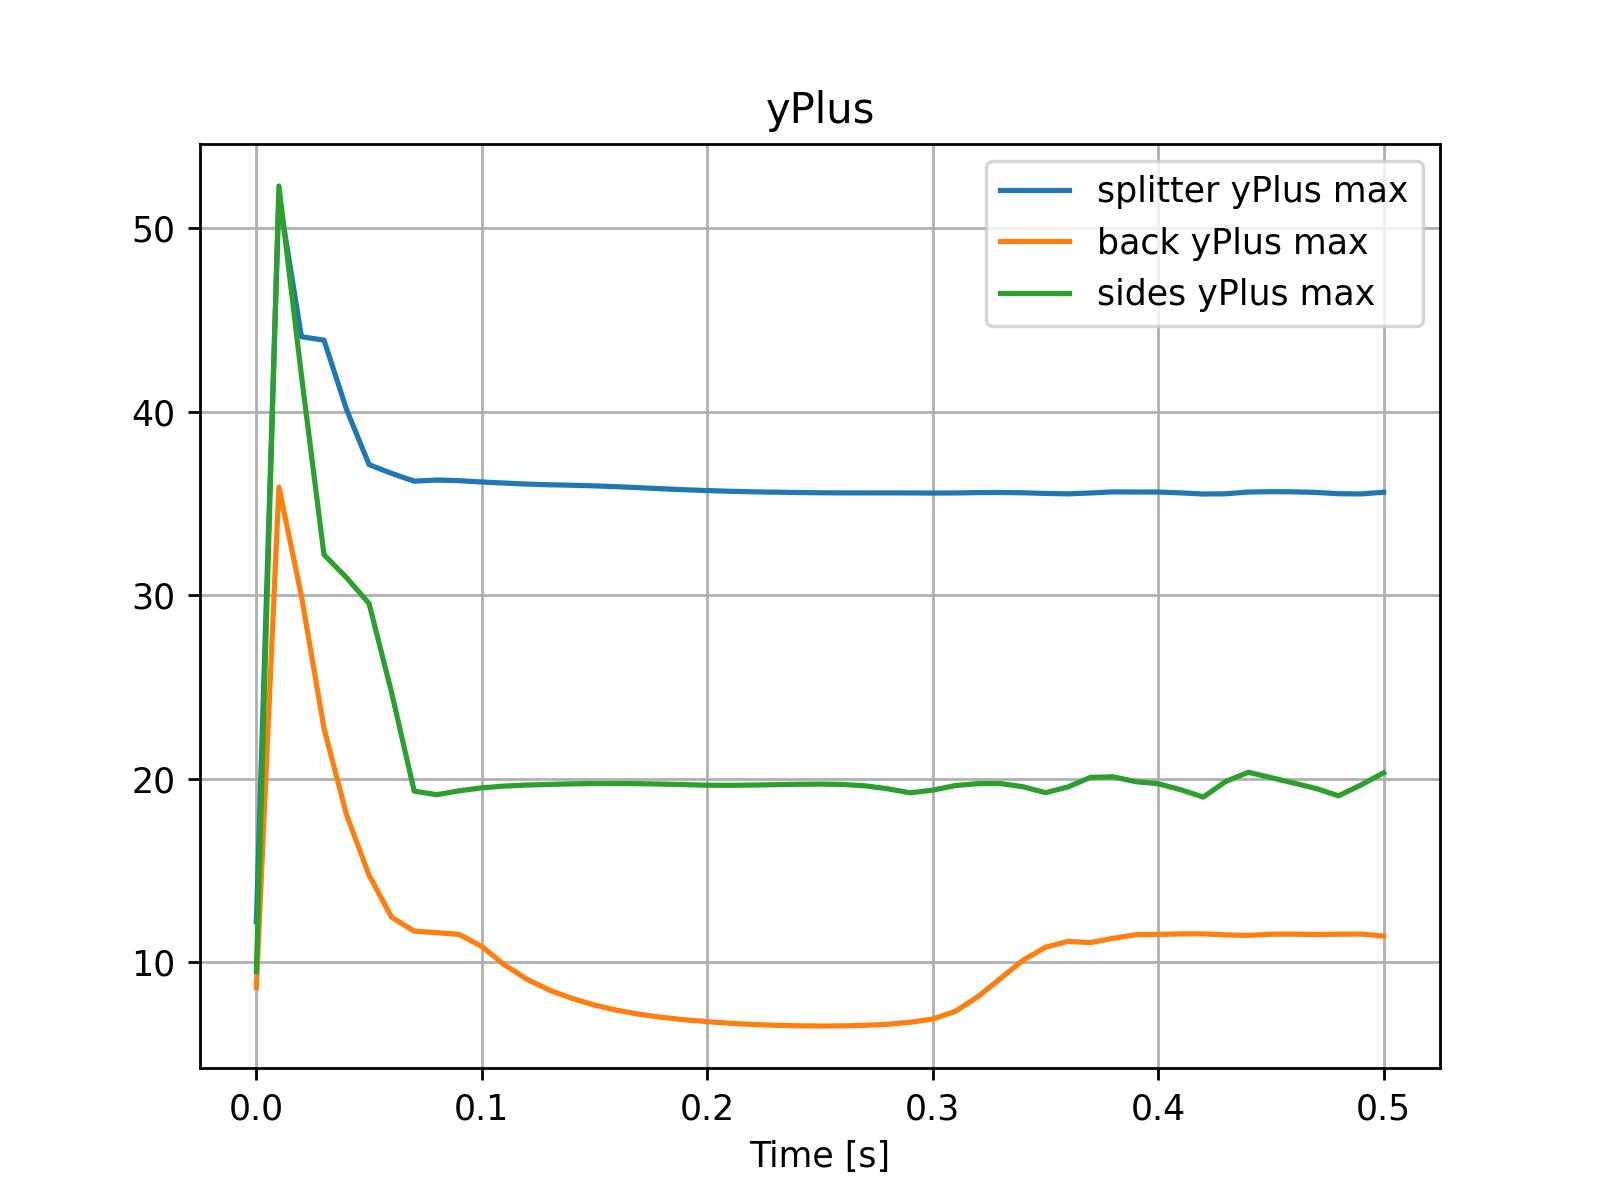 yPlus
splitter yPlus max
back yPlus max
sides yPlus max
50
40
30
20
10
0.0 0.1 0.2 0.3 0.4 0.5
Time [s]